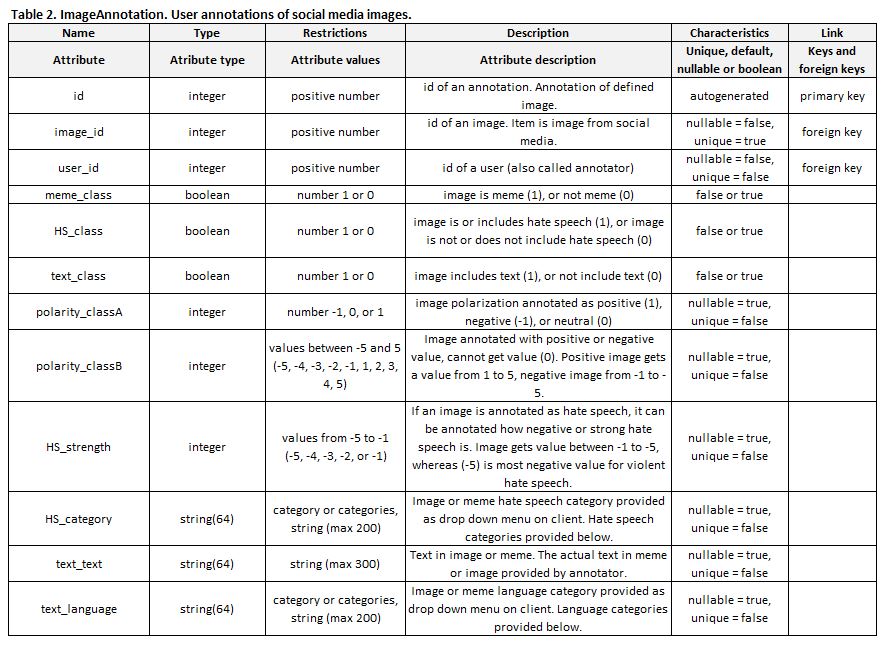 Table 2. ImageAnnotation. User annotations of social media images.
Name Type Restrictions Description Characteristics Link
Attribute Atribute type Attribute values Attribute description Unique, default, nullable or boolean Keys and foreign keys
id integer positive number id of an annotation. Annotation of defined image. autogenerated primary key
image_id integer positive number id of an image. Item is image from social media. nullable = false, unique = true foreign key
user_id integer positive number id of a user (also called annotator) nullable = false, unique = false foreign key
meme_class boolean number 1 or 0 image is meme (1), or not meme (0) false or true
HS_class boolean number 1 or 0 image is or includes hate speech (1), or image is not or does not include hate speech (0) false or true
text_class boolean number 1 or 0 image includes text (1), or not include text (0) false or true
polarity_classA integer number -1, 0, or 1 image polarization annotated as positive (1), negative (-1), or neutral (0) nullable = true, unique = false
polarity_classB integer values between -5 and 5 (-5, -4, -3, -2, -1, 1, 2, 3, 4, 5) Image annotated with positive or negative value, cannot get value (0). Positive image gets a value from 1 to 5, negative image from -1 to -5. nullable = true, unique = false
HS_strength integer values from -5 to -1 (-5, -4, -3, -2, or -1) If an image is annotated as hate speech, it can be annotated how negative or strong hate speech is. Image gets value between -1 to -5, whereas (-5) is most negative value for violent hate speech. nullable = true, unique = false
HS_category string(64) category or categories, string (max 200) Image or meme hate speech category provided as drop down menu on client. Hate speech categories provided below. nullable = true, unique = false
text_text string(64) string (max 300) Text in image or meme. The actual text in meme or image provided by annotator. nullable = true, unique = false
text_language string(64) category or categories, string (max 200) Image or meme language category provided as drop down menu on client. Language categories provided below. nullable = true, unique = false